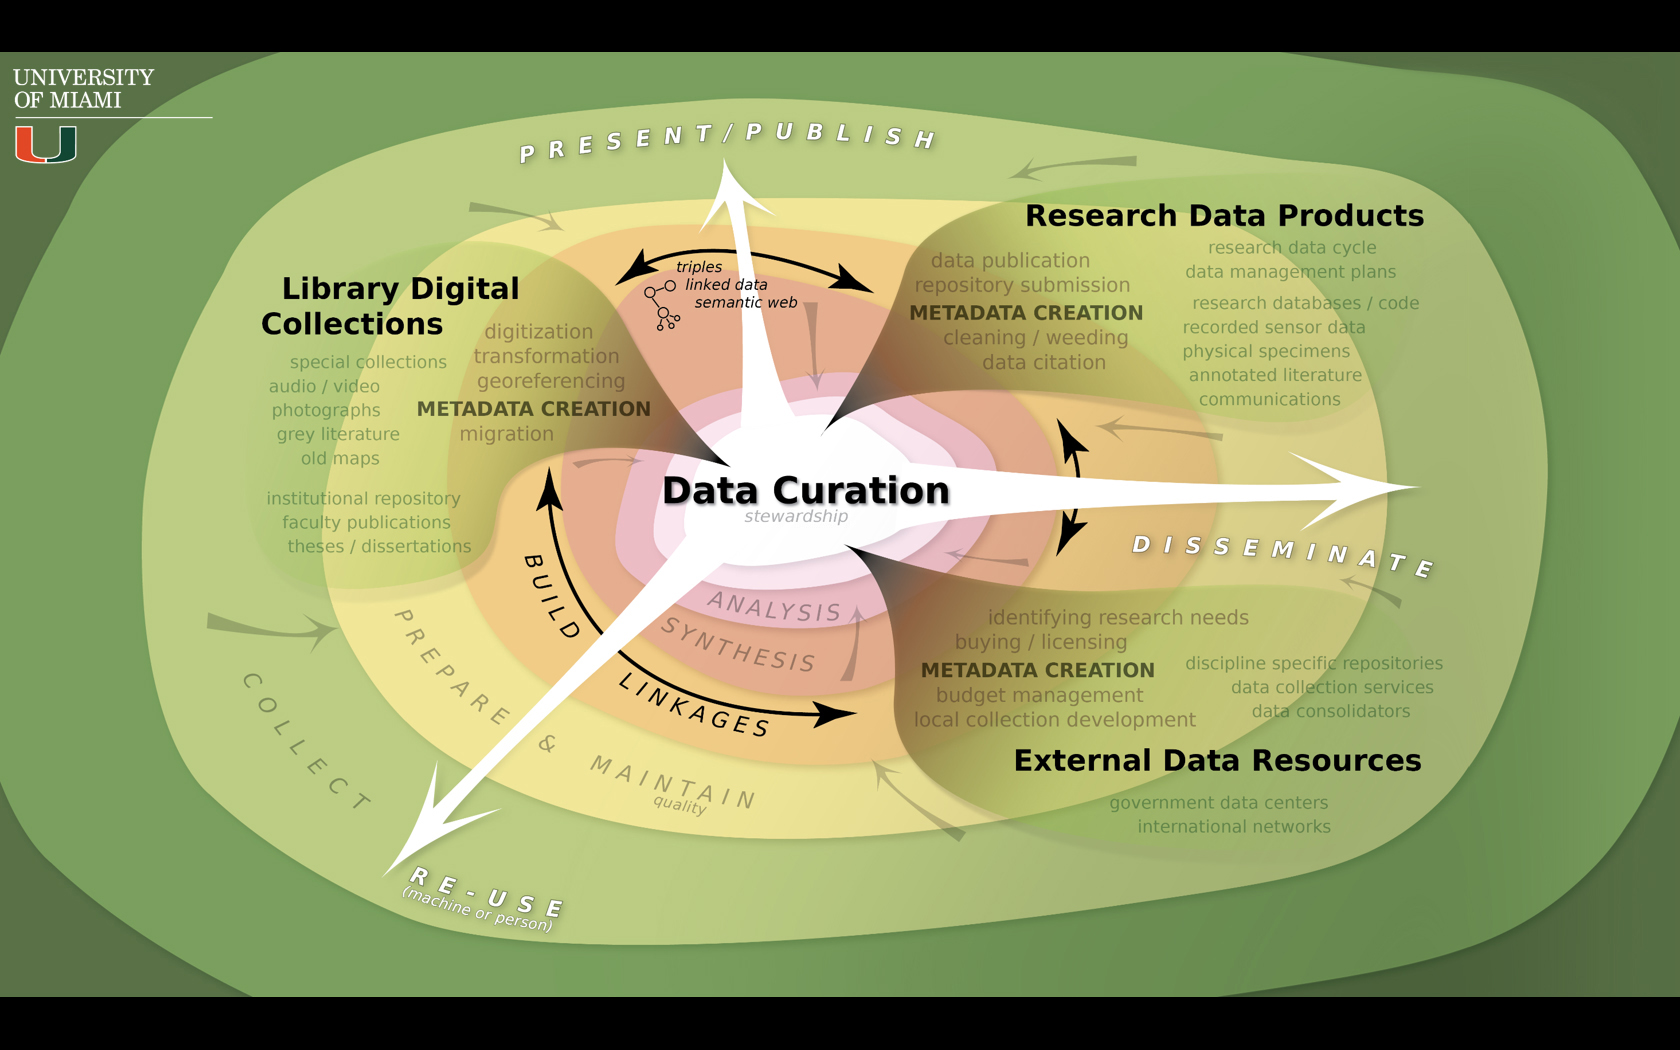 UNIVERSITY
OF MIAMI
PRESENT/PUBLISH
Library Digital
Collections
special collections
audio / video
photographs
grey literature
old maps
institutional repository
faculty publications
theses / dissertations
digitization
transformation
georeferencing
METADATA CREATION
migration
triples
linked data
semantic web
Research Data Products
data publication
repository submission
METADATA CREATION
cleaning / weeding
data citation
research data cycle
data management plans
research databases / code
recorded sensor data
physical specimens
annotated literature
communications
Data Curation
stewardship
DISSEMINATE
ANALYSIS
SYNTHESIS
BUILD
LINKAGES
PREPARE & MAINTAIN
quality
COLLECT
RE-USE
(machine or person)
identifying research needs
buying / licensing
METADATA CREATION
budget management
local collection development
discipline specific repositories
data collection services
data consolidators
External Data Resources
government data centers
international networks